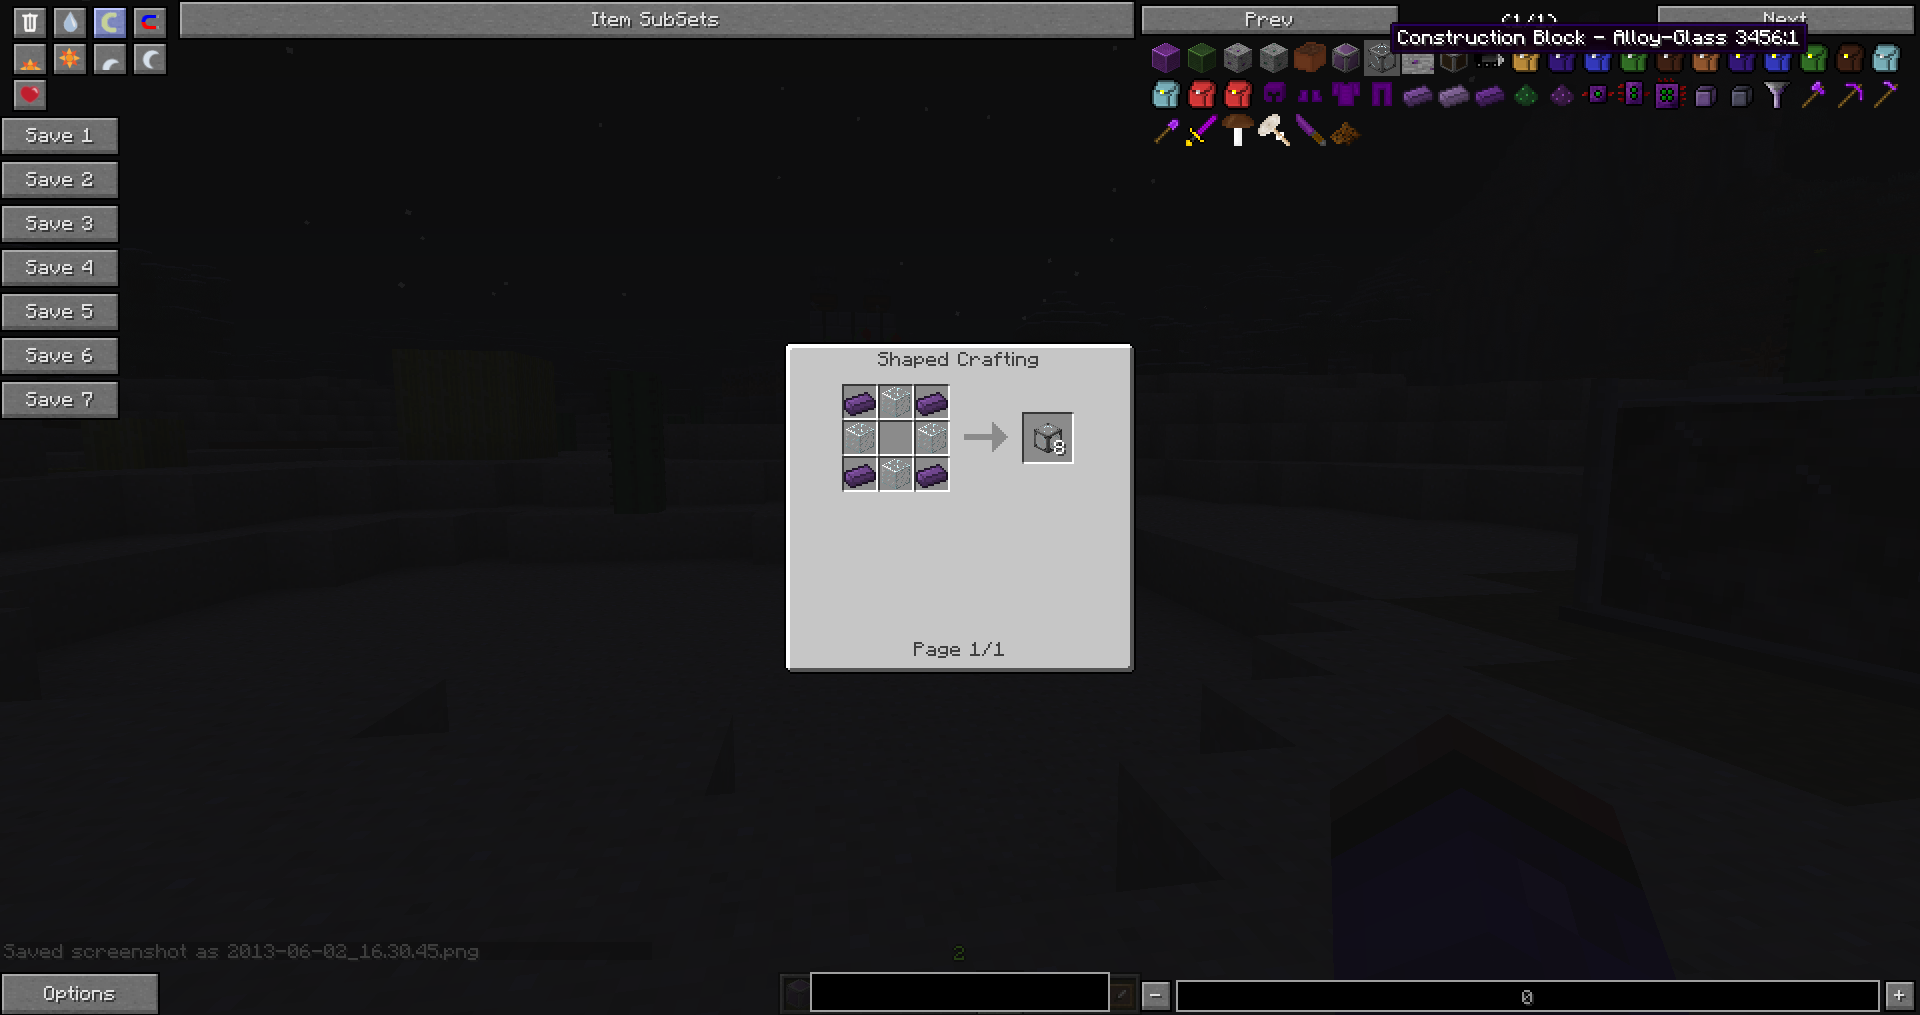 Item SubSets
Prev
(1/1)
Next
Construction Block - Alloy-Glass 3456:1
Save 1
Save 2
Save 3
Save 4
Save 5
Save 6
Save 7
Shaped Crafting
8
Page 1/1
Saved screenshot as 2013-06-02_16.30.45.png
2
Options
-
0
+